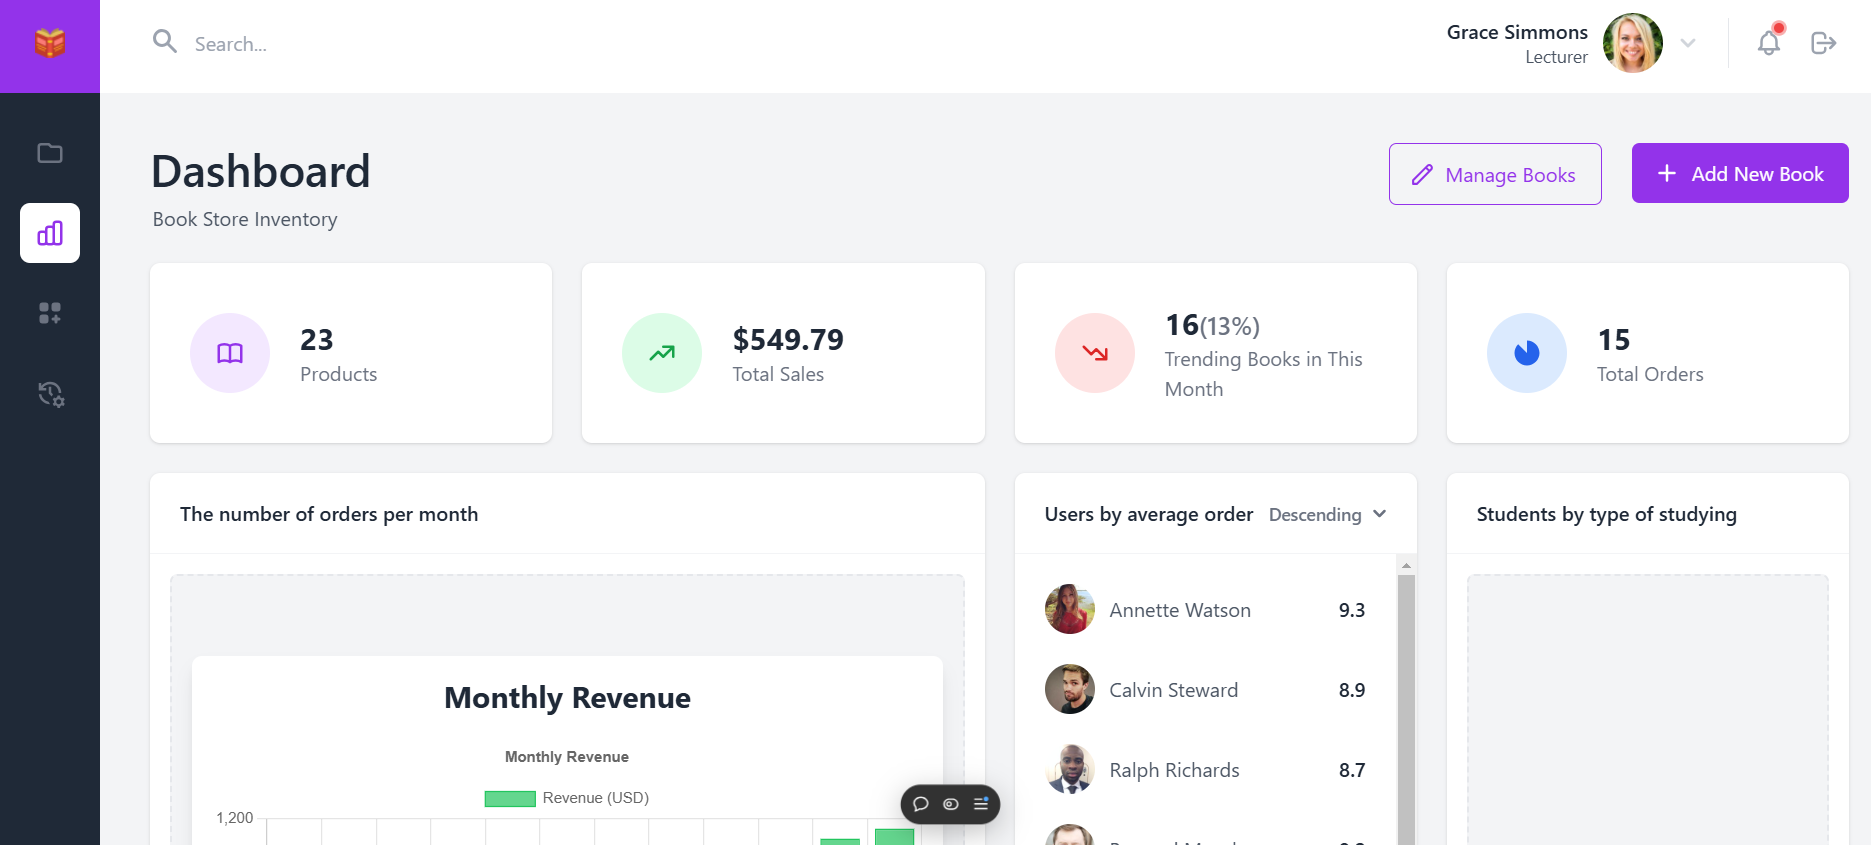 Search...
Grace Simmons
Lecturer
Dashboard
Book Store Inventory
Manage Books
Add New Book
23
Products
$549.79
Total Sales
16(13%)
Trending Books in This
Month
15
Total Orders
The number of orders per month
Users by average order
Descending
Students by type of studying
Monthly Revenue
Monthly Revenue
Revenue (USD)
1,200
Annette Watson
9.3
Calvin Steward
8.9
Ralph Richards
8.7